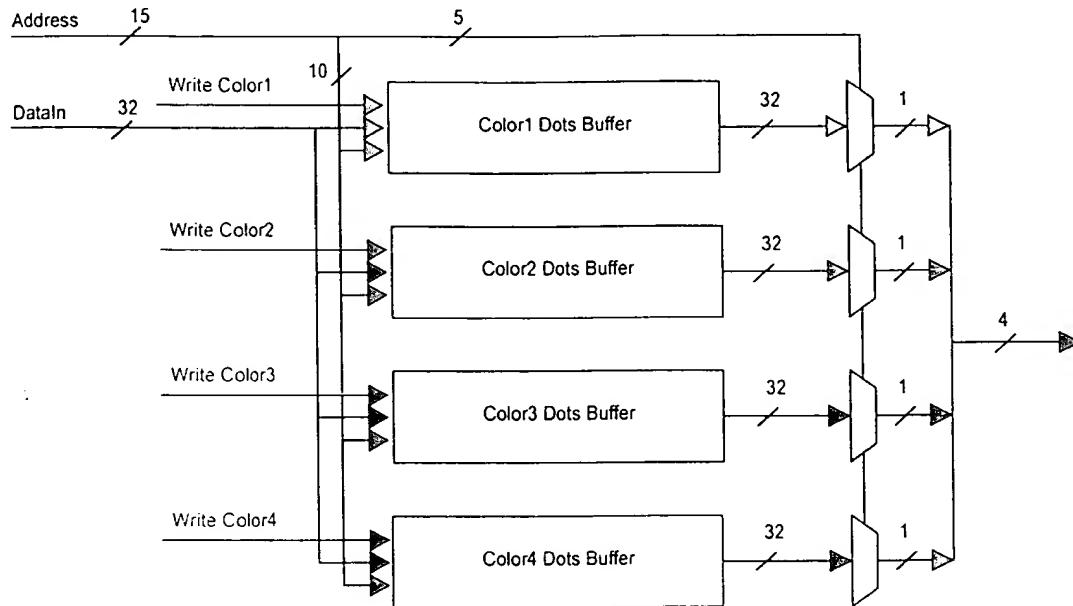 Address
15
5
10
Write Color1
DataIn
32
Color1 Dots Buffer
32
1
Write Color2
Color2 Dots Buffer
32
1
4
Write Color3
Color3 Dots Buffer
32
1
Write Color4
Color4 Dots Buffer
32
1